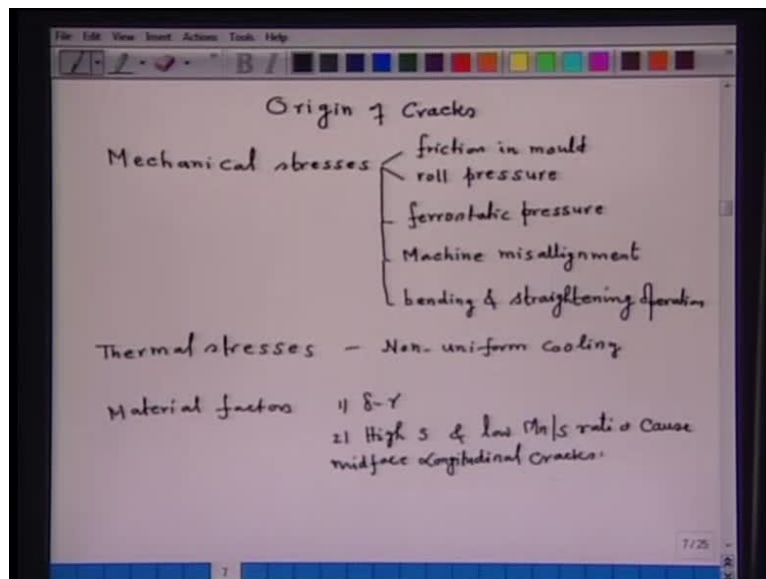 File Edit View Insert Actions Tools Help
Origin of Cracks
Mechanical stresses
friction in mould
roll pressure
ferrostatic pressure
Machine misallignment
bending & straightening operation
Thermal stresses – Non-uniform cooling
Material factors 1) δ-γ
2) High S & low Mn/S ratio Cause
midface Longitudinal Cracks.
7/25
7